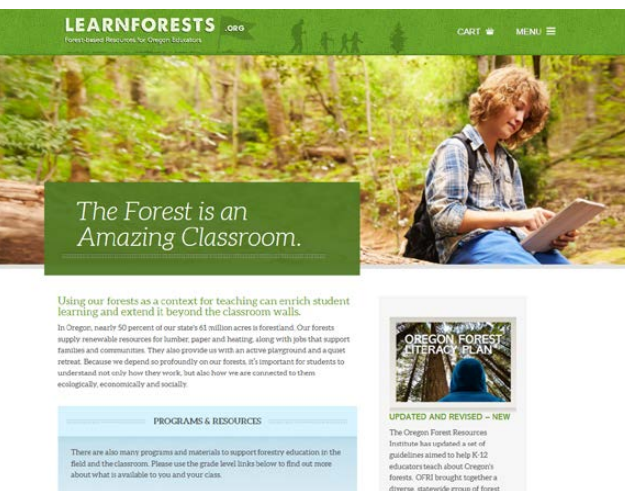 LEARNFORESTS .ORG
Forest-Based Resources for Oregon Educators
CART
MENU
The Forest is an
Amazing Classroom.
Using our forests as a context for teaching can enrich student
learning and extend it beyond the classroom walls.
In Oregon, nearly 50 percent of our state's 61 million acres is forestland. Our forests
supply renewable resources for lumber, paper and heating, along with jobs that support
families and communities. They also provide us with an active playground and a quiet
retreat. Because we depend so profoundly on our forests, it's important for students to
understand not only how they work, but also how we are connected to them
ecologically, economically and socially.
PROGRAMS & RESOURCES
There are also many programs and materials to support forestry education in the
field and the classroom. Please use the grade level links below to find out more
about what is available to you and your class.
OREGON FOREST
LITERACY PLAN
UPDATED AND REVISED – NEW
The Oregon Forest Resources
Institute has updated a set of
guidelines aimed to help K-12
educators teach about Oregon's
forests. OFRI brought together a
diverse, statewide group of forest